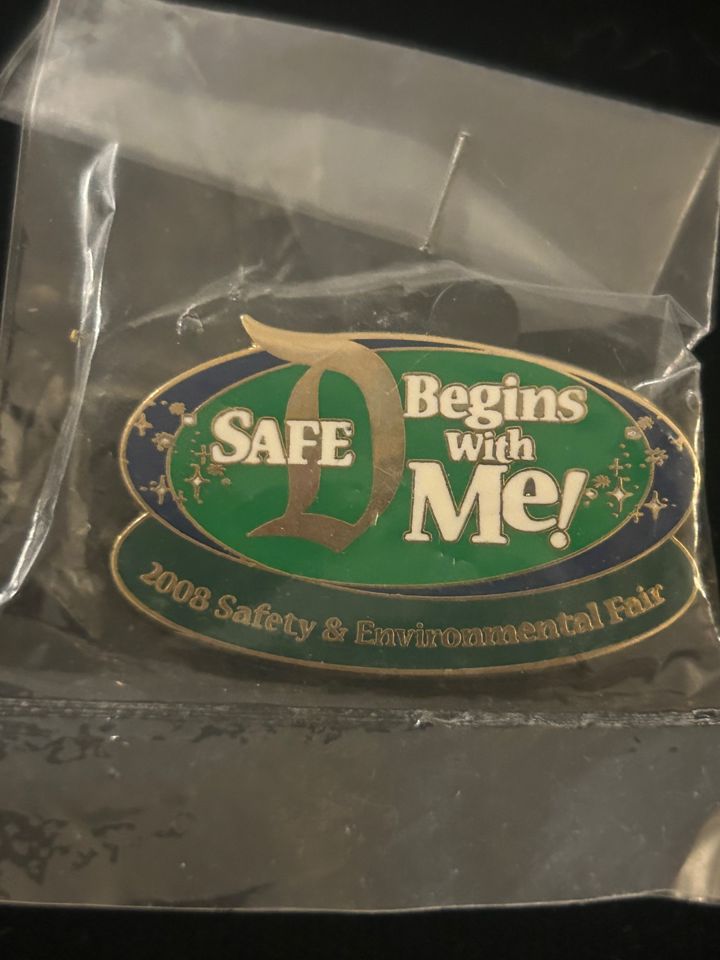 SAFE D Begins
With
Me!
2008 Safety & Environmental Fair